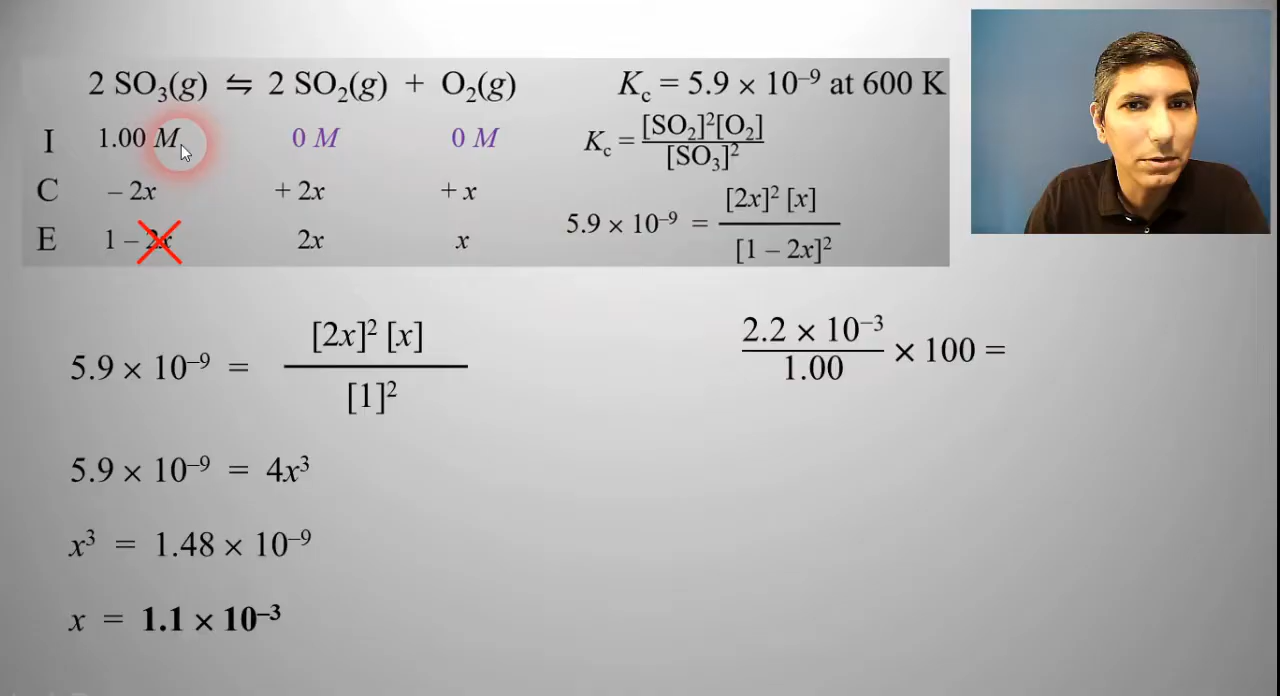 2 SO₃(g) ⇋ 2 SO₂(g) + O₂(g) K_c = 5.9 × 10⁻⁹ at 600 K
I 1.00 M 0 M 0 M K_c = [SO₂]²[O₂] / [SO₃]²
C – 2x + 2x + x
E 1 – 2x 2x x 5.9 × 10⁻⁹ = [2x]² [x] / [1 – 2x]²
5.9 × 10⁻⁹ = [2x]² [x] / [1]²
5.9 × 10⁻⁹ = 4x³
x³ = 1.48 × 10⁻⁹
x = 1.1 × 10⁻³
2.2 × 10⁻³ / 1.00 × 100 =